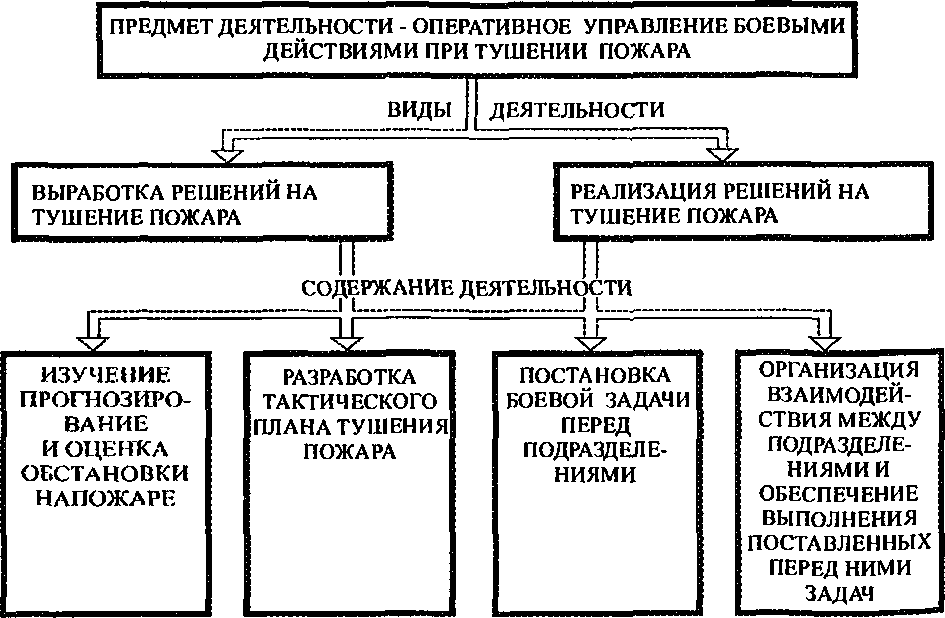 ПРЕДМЕТ ДЕЯТЕЛЬНОСТИ - ОПЕРАТИВНОЕ УПРАВЛЕНИЕ БОЕВЫМИ
ДЕЙСТВИЯМИ ПРИ ТУШЕНИИ ПОЖАРА
ВИДЫ ДЕЯТЕЛЬНОСТИ
ВЫРАБОТКА РЕШЕНИЙ НА
ТУШЕНИЕ ПОЖАРА
РЕАЛИЗАЦИЯ РЕШЕНИЙ НА
ТУШЕНИЕ ПОЖАРА
СОДЕРЖАНИЕ ДЕЯТЕЛЬНОСТИ
ИЗУЧЕНИЕ
ПРОГНОЗИРО-
ВАНИЕ
И ОЦЕНКА
ОБСТАНОВКИ
НАПОЖАРЕ
РАЗРАБОТКА
ТАКТИЧЕСКОГО
ПЛАНА ТУШЕНИЯ
ПОЖАРА
ПОСТАНОВКА
БОЕВОЙ ЗАДАЧИ
ПЕРЕД
ПОДРАЗДЕЛЕ-
НИЯМИ
ОРГАНИЗАЦИЯ
ВЗАИМОДЕЙ-
СТВИЯ МЕЖДУ
ПОДРАЗДЕЛЕ-
НИЯМИ И
ОБЕСПЕЧЕНИЕ
ВЫПОЛНЕНИЯ
ПОСТАВЛЕННЫХ
ПЕРЕД НИМИ
ЗАДАЧ